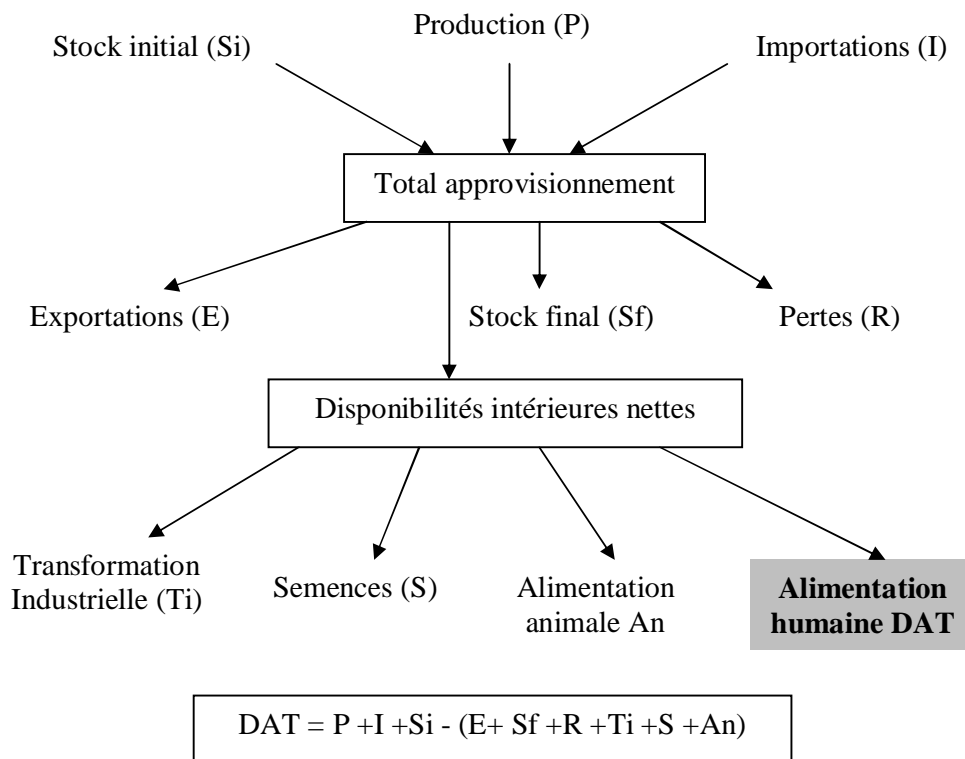 Production (P)
Stock initial (Si)
Importations (I)
Total approvisionnement
Exportations (E)
Stock final (Sf)
Pertes (R)
Disponibilités intérieures nettes
Transformation
Industrielle (Ti)
Semences (S)
Alimentation
animale An
Alimentation
humaine DAT
DAT = P +I +Si - (E+ Sf +R +Ti +S +An)